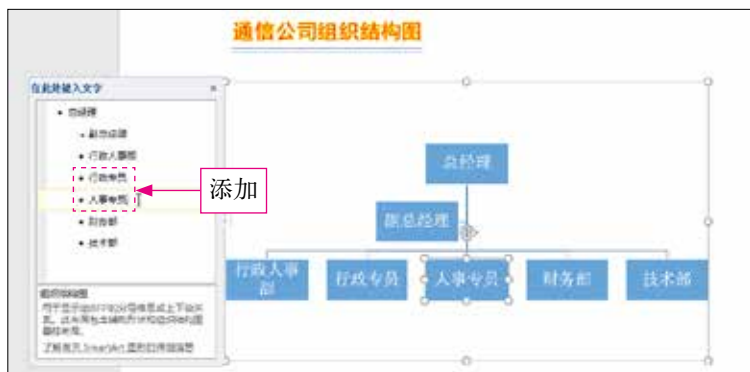 通信公司组织结构图
在此处键入文字
总经理
副总经理
行政人事部
行政专员
人事专员
财务部
技术部
添加
组织结构图
总经理
副总经理
行政人事
部
行政专员
人事专员
财务部
技术部